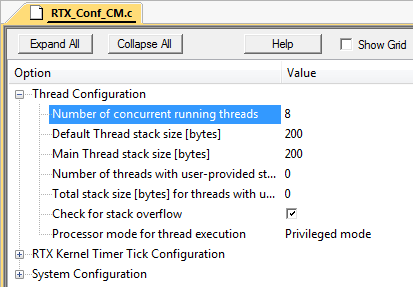 RTX_Conf_CM.c
Expand All Collapse All Help Show Grid
Option Value
Thread Configuration
Number of concurrent running threads 8
Default Thread stack size [bytes] 200
Main Thread stack size [bytes] 200
Number of threads with user-provided st... 0
Total stack size [bytes] for threads with u... 0
Check for stack overflow
Processor mode for thread execution Privileged mode
RTX Kernel Timer Tick Configuration
System Configuration